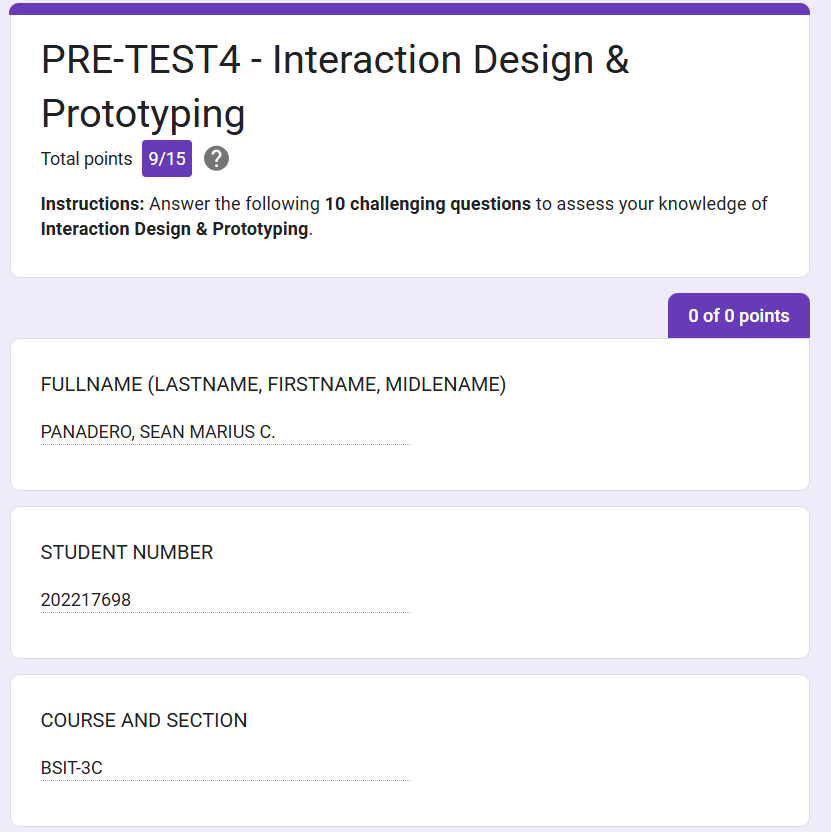 PRE-TEST4 - Interaction Design &
Prototyping
Total points 9/15 ?
Instructions: Answer the following 10 challenging questions to assess your knowledge of
Interaction Design & Prototyping.
0 of 0 points
FULLNAME (LASTNAME, FIRSTNAME, MIDLENAME)
PANADERO, SEAN MARIUS C.
STUDENT NUMBER
202217698
COURSE AND SECTION
BSIT-3C